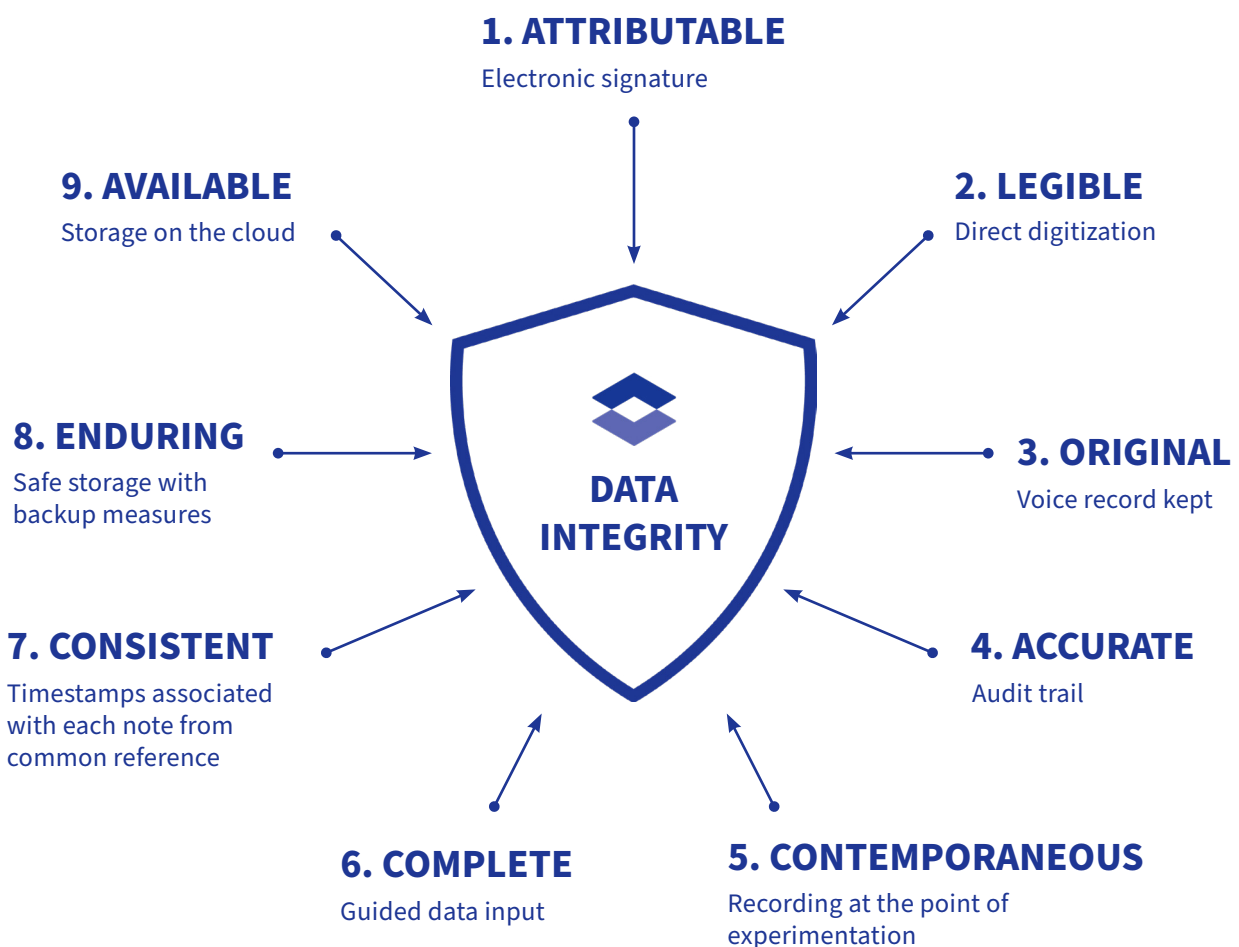 1. ATTRIBUTABLE
Electronic signature
2. LEGIBLE
Direct digitization
3. ORIGINAL
Voice record kept
4. ACCURATE
Audit trail
5. CONTEMPORANEOUS
Recording at the point of
experimentation
6. COMPLETE
Guided data input
7. CONSISTENT
Timestamps associated
with each note from
common reference
8. ENDURING
Safe storage with
backup measures
9. AVAILABLE
Storage on the cloud
DATA
INTEGRITY